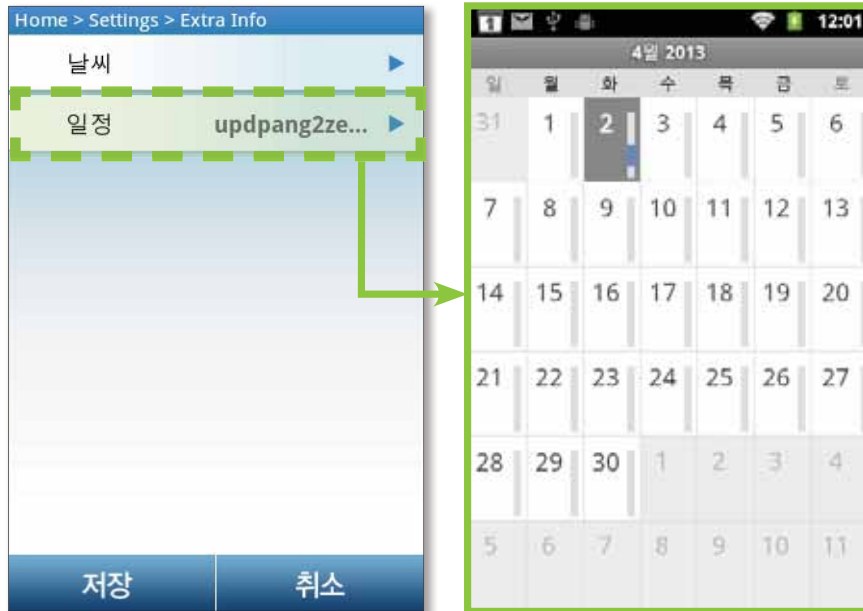 Home > Settings > Extra Info
날씨
일정 updpang2ze...
저장 취소
1 12:01
4월 2013
일 월 화 수 목 금 토
31 1 2 3 4 5 6
7 8 9 10 11 12 13
14 15 16 17 18 19 20
21 22 23 24 25 26 27
28 29 30 1 2 3 4
5 6 7 8 9 10 11